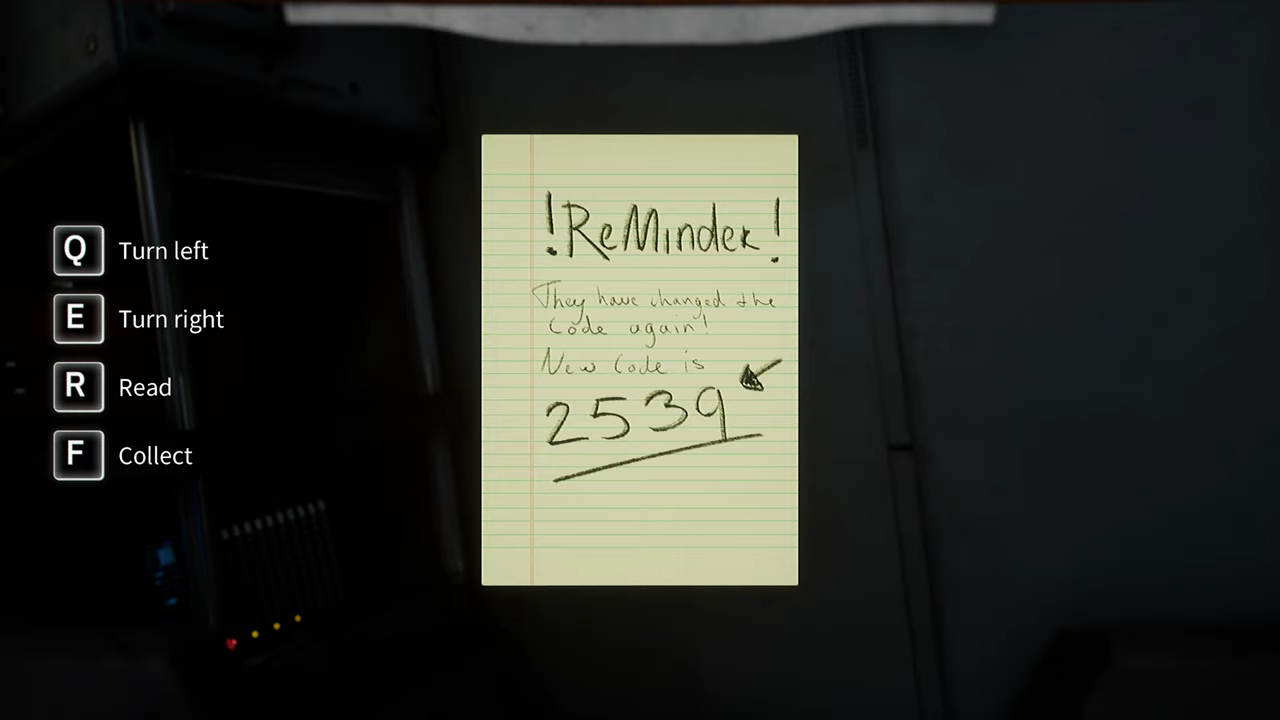 Q Turn left
E Turn right
R Read
F Collect
!ReMinder!
They have changed the
Code again!
New Code is
2539